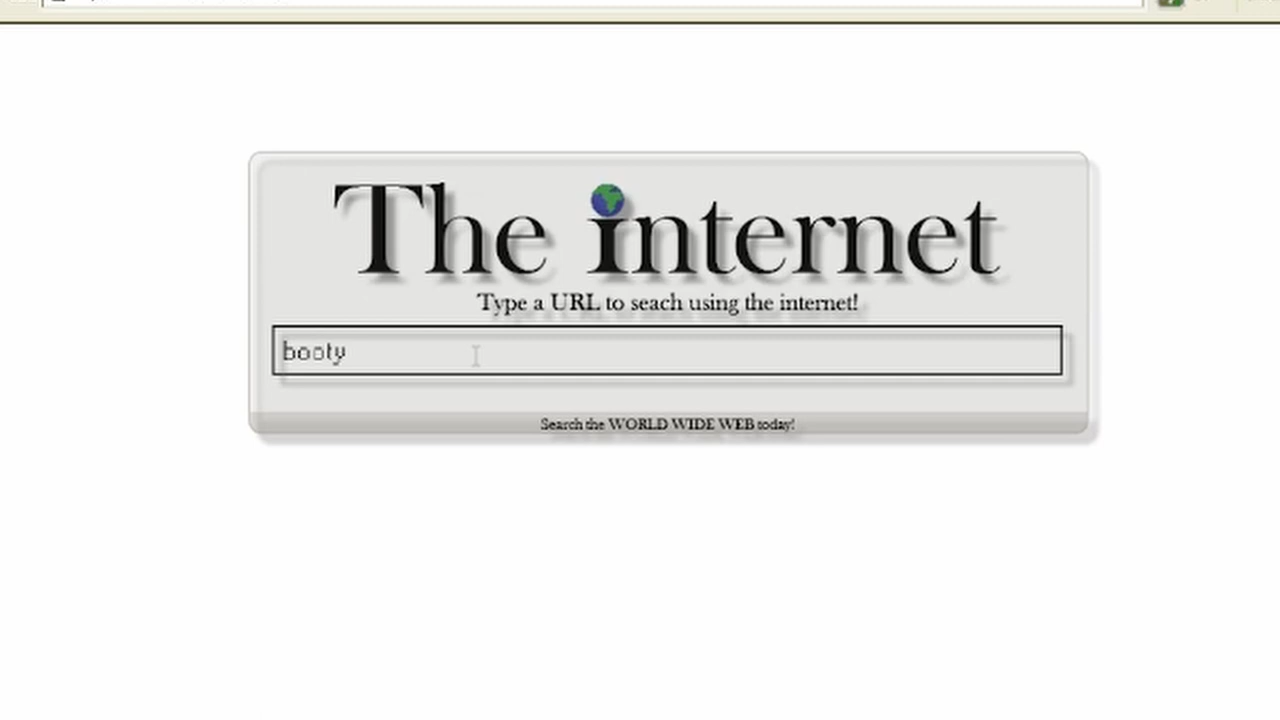 The internet
Type a URL to seach using the internet!
booty
Search the WORLD WIDE WEB today!